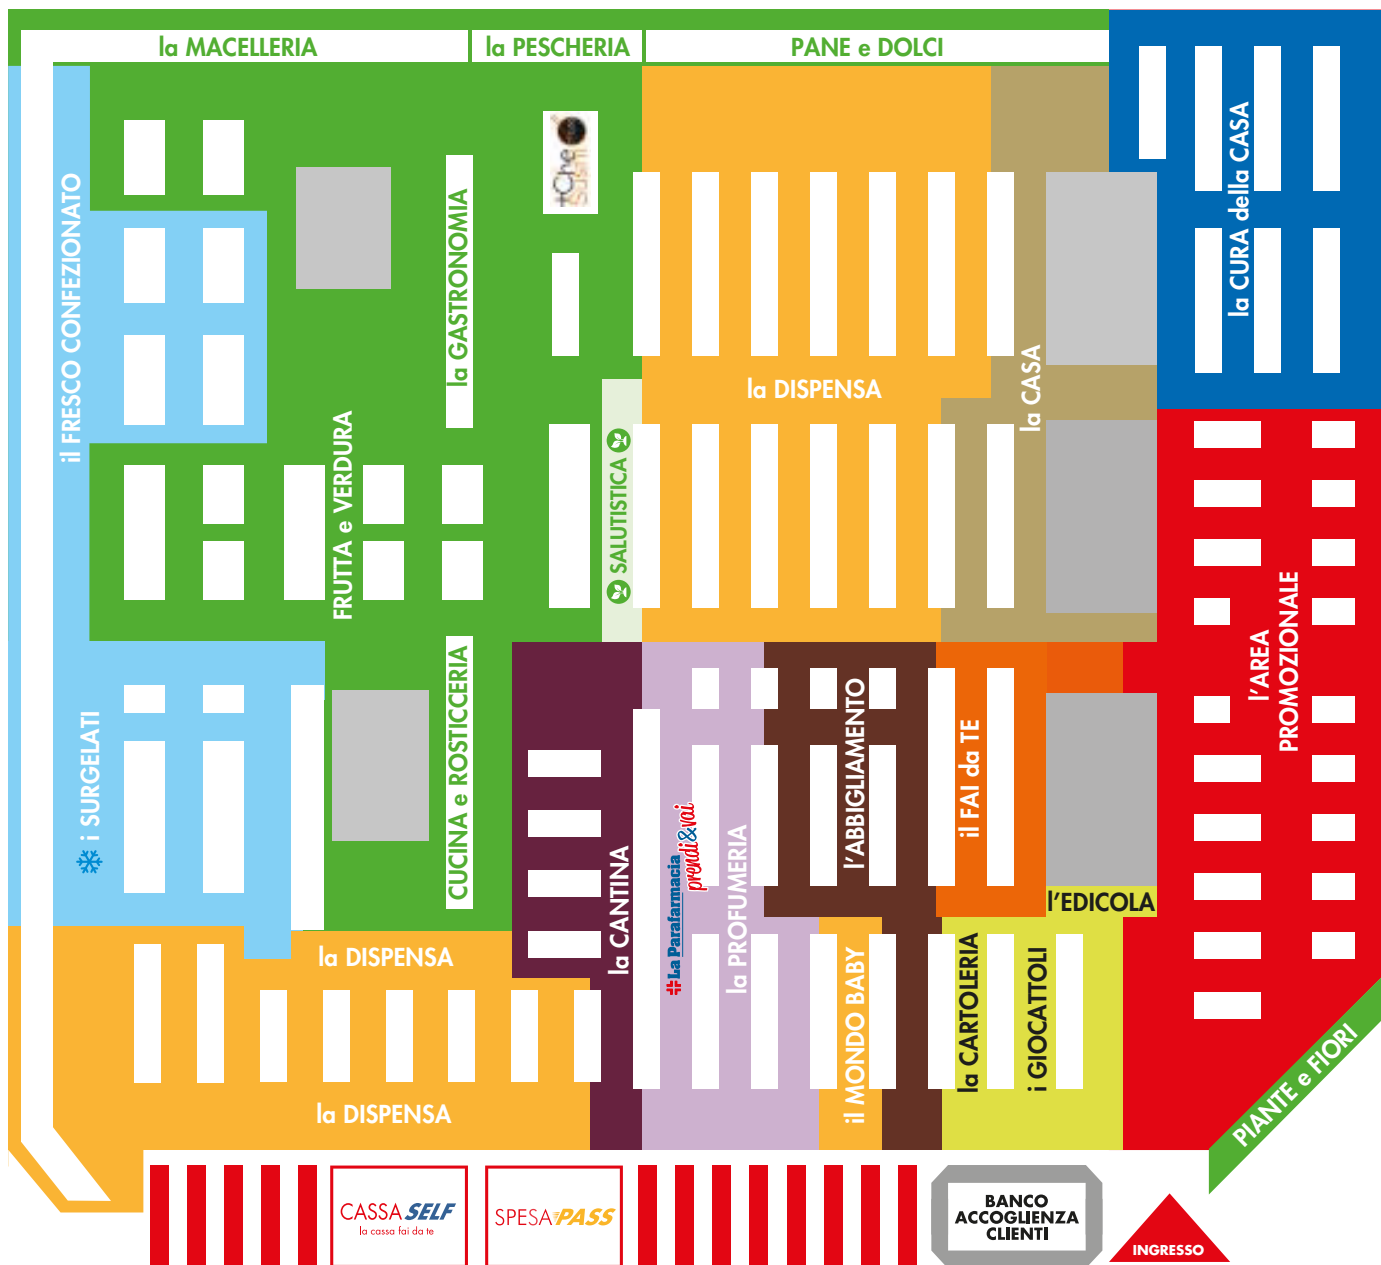 la MACELLERIA
la PESCHERIA
PANE e DOLCI
tChe
Sushi
il FRESCO CONFEZIONATO
la GASTRONOMIA
la CURA della CASA
la DISPENSA
la CASA
FRUTTA e VERDURA
SALUTISTICA
l'AREA
PROMOZIONALE
i SURGELATI
CUCINA e ROSTICCERIA
la CANTINA
La Parafarmacia
prendi&vai
la PROFUMERIA
l'ABBIGLIAMENTO
il FAI da TE
l'EDICOLA
la DISPENSA
il MONDO BABY
la CARTOLERIA
i GIOCATTOLI
la DISPENSA
PIANTE e FIORI
CASSA SELF
la cassa fai da te
SPESA PASS
BANCO
ACCOGLIENZA
CLIENTI
INGRESSO